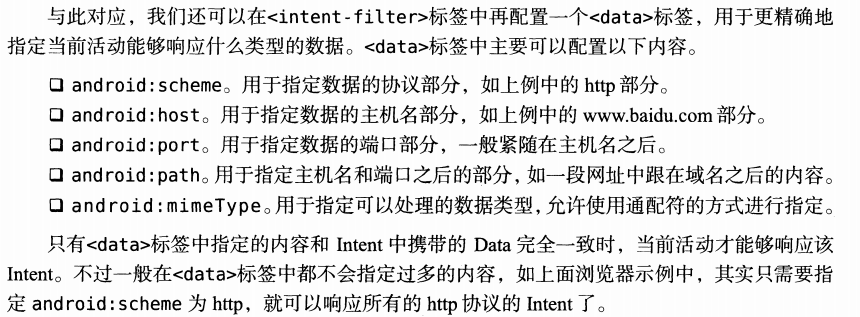 与此对应，我们还可以在<intent-filter>标签中再配置一个<data>标签，用于更精确地
指定当前活动能够响应什么类型的数据。<data>标签中主要可以配置以下内容。
❑ android:scheme。用于指定数据的协议部分，如上例中的 http 部分。
❑ android:host。用于指定数据的主机名部分，如上例中的 www.baidu.com 部分。
❑ android:port。用于指定数据的端口部分，一般紧随在主机名之后。
❑ android:path。用于指定主机名和端口之后的部分，如一段网址中跟在域名之后的内容。
❑ android:mimeType。用于指定可以处理的数据类型，允许使用通配符的方式进行指定。
只有<data>标签中指定的内容和 Intent 中携带的 Data 完全一致时，当前活动才能够响应该
Intent。不过一般在<data>标签中都不会指定过多的内容，如上面浏览器示例中，其实只需要指
定 android:scheme 为 http，就可以响应所有的 http 协议的 Intent 了。